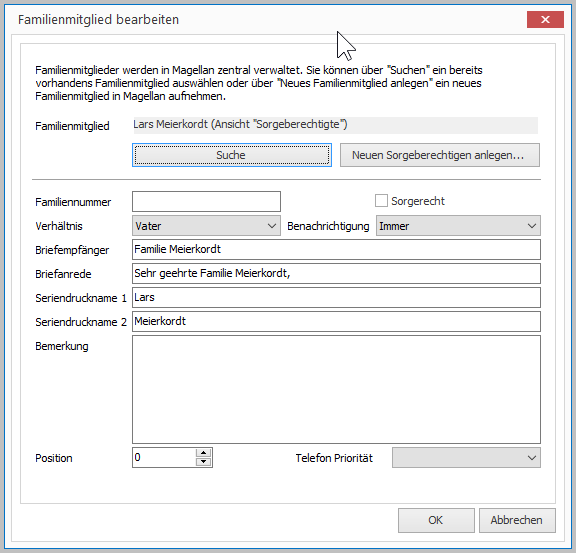 Familienmitglied bearbeiten
Familienmitglieder werden in Magellan zentral verwaltet. Sie können über "Suchen" ein bereits
vorhandens Familienmitglied auswählen oder über "Neues Familienmitglied anlegen" ein neues
Familienmitglied in Magellan aufnehmen.
Familienmitglied Lars Meierkordt (Ansicht "Sorgeberechtigte")
Suche Neuen Sorgeberechtigen anlegen...
Familiennummer Sorgerecht
Verhältnis Vater Benachrichtigung Immer
Briefempfänger Familie Meierkordt
Briefanrede Sehr geehrte Familie Meierkordt,
Seriendruckname 1 Lars
Seriendruckname 2 Meierkordt
Bemerkung
Position 0 Telefon Priorität
OK Abbrechen